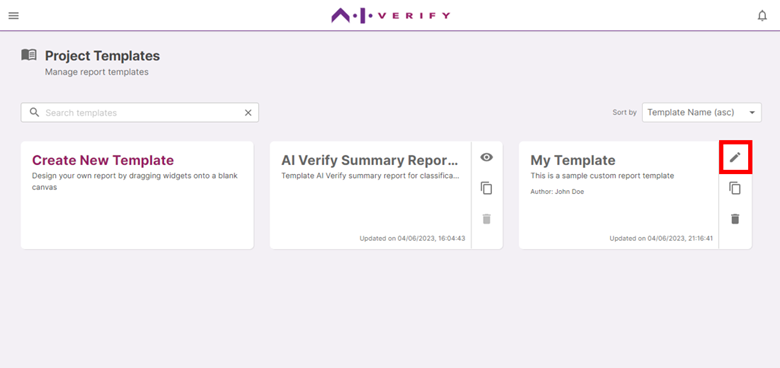 A·I·VERIFY
Project Templates
Manage report templates
Search templates
Sort by
Template Name (asc)
Create New Template
Design your own report by dragging widgets onto a blank
canvas
AI Verify Summary Repor...
Template AI Verify summary report for classifica...
Updated on 04/06/2023, 16:04:43
My Template
This is a sample custom report template
Author: John Doe
Updated on 04/06/2023, 21:16:41